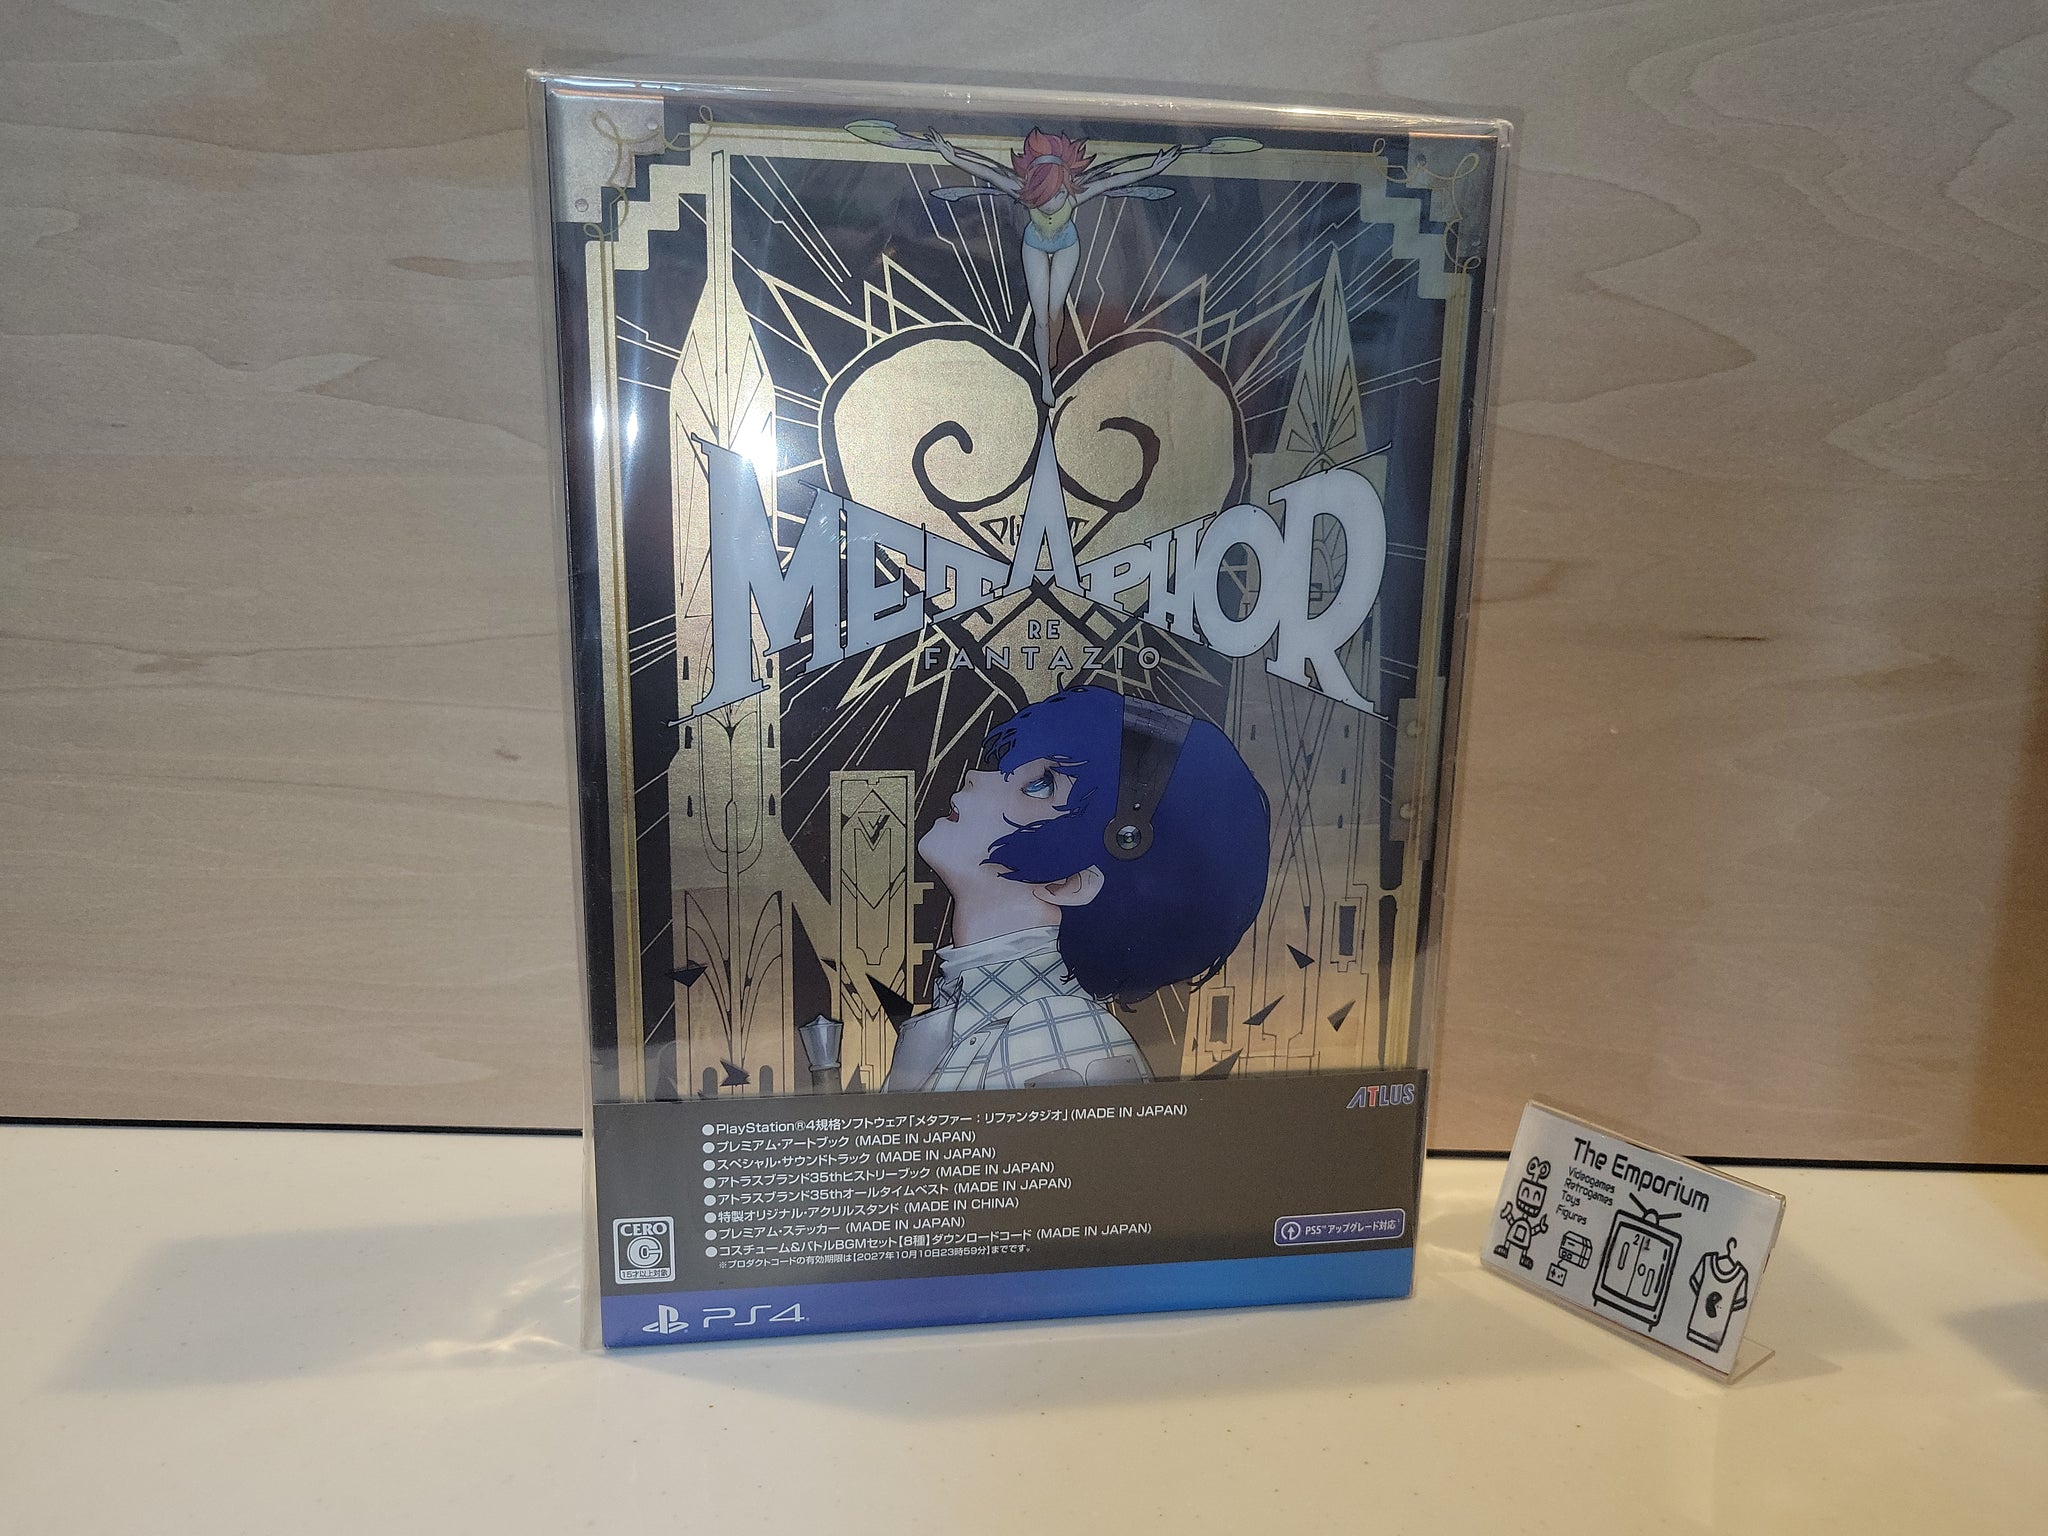 METAPHOR
RE
FANTAZIO
ATLUS
●PlayStation®4規格ソフトウェア「メタファー：リファンタジオ」(MADE IN JAPAN)
●プレミアム・アートブック (MADE IN JAPAN)
●スペシャル・サウンドトラック (MADE IN JAPAN)
●アトラスブランド35thヒストリーブック (MADE IN JAPAN)
●アトラスブランド35thオールタイムベスト (MADE IN JAPAN)
●特製オリジナル・アクリルスタンド (MADE IN CHINA)
●プレミアム・ステッカー (MADE IN JAPAN)
●コスチューム&バトルBGMセット【8種】ダウンロードコード (MADE IN JAPAN)
※プロダクトコードの有効期限は【2027年10月10日23時59分】までです。
CERO
C
15才以上対象
PS5™アップグレード対応
PS4
The Emporium
Videogames
Retrogames
Toys
Figures
21